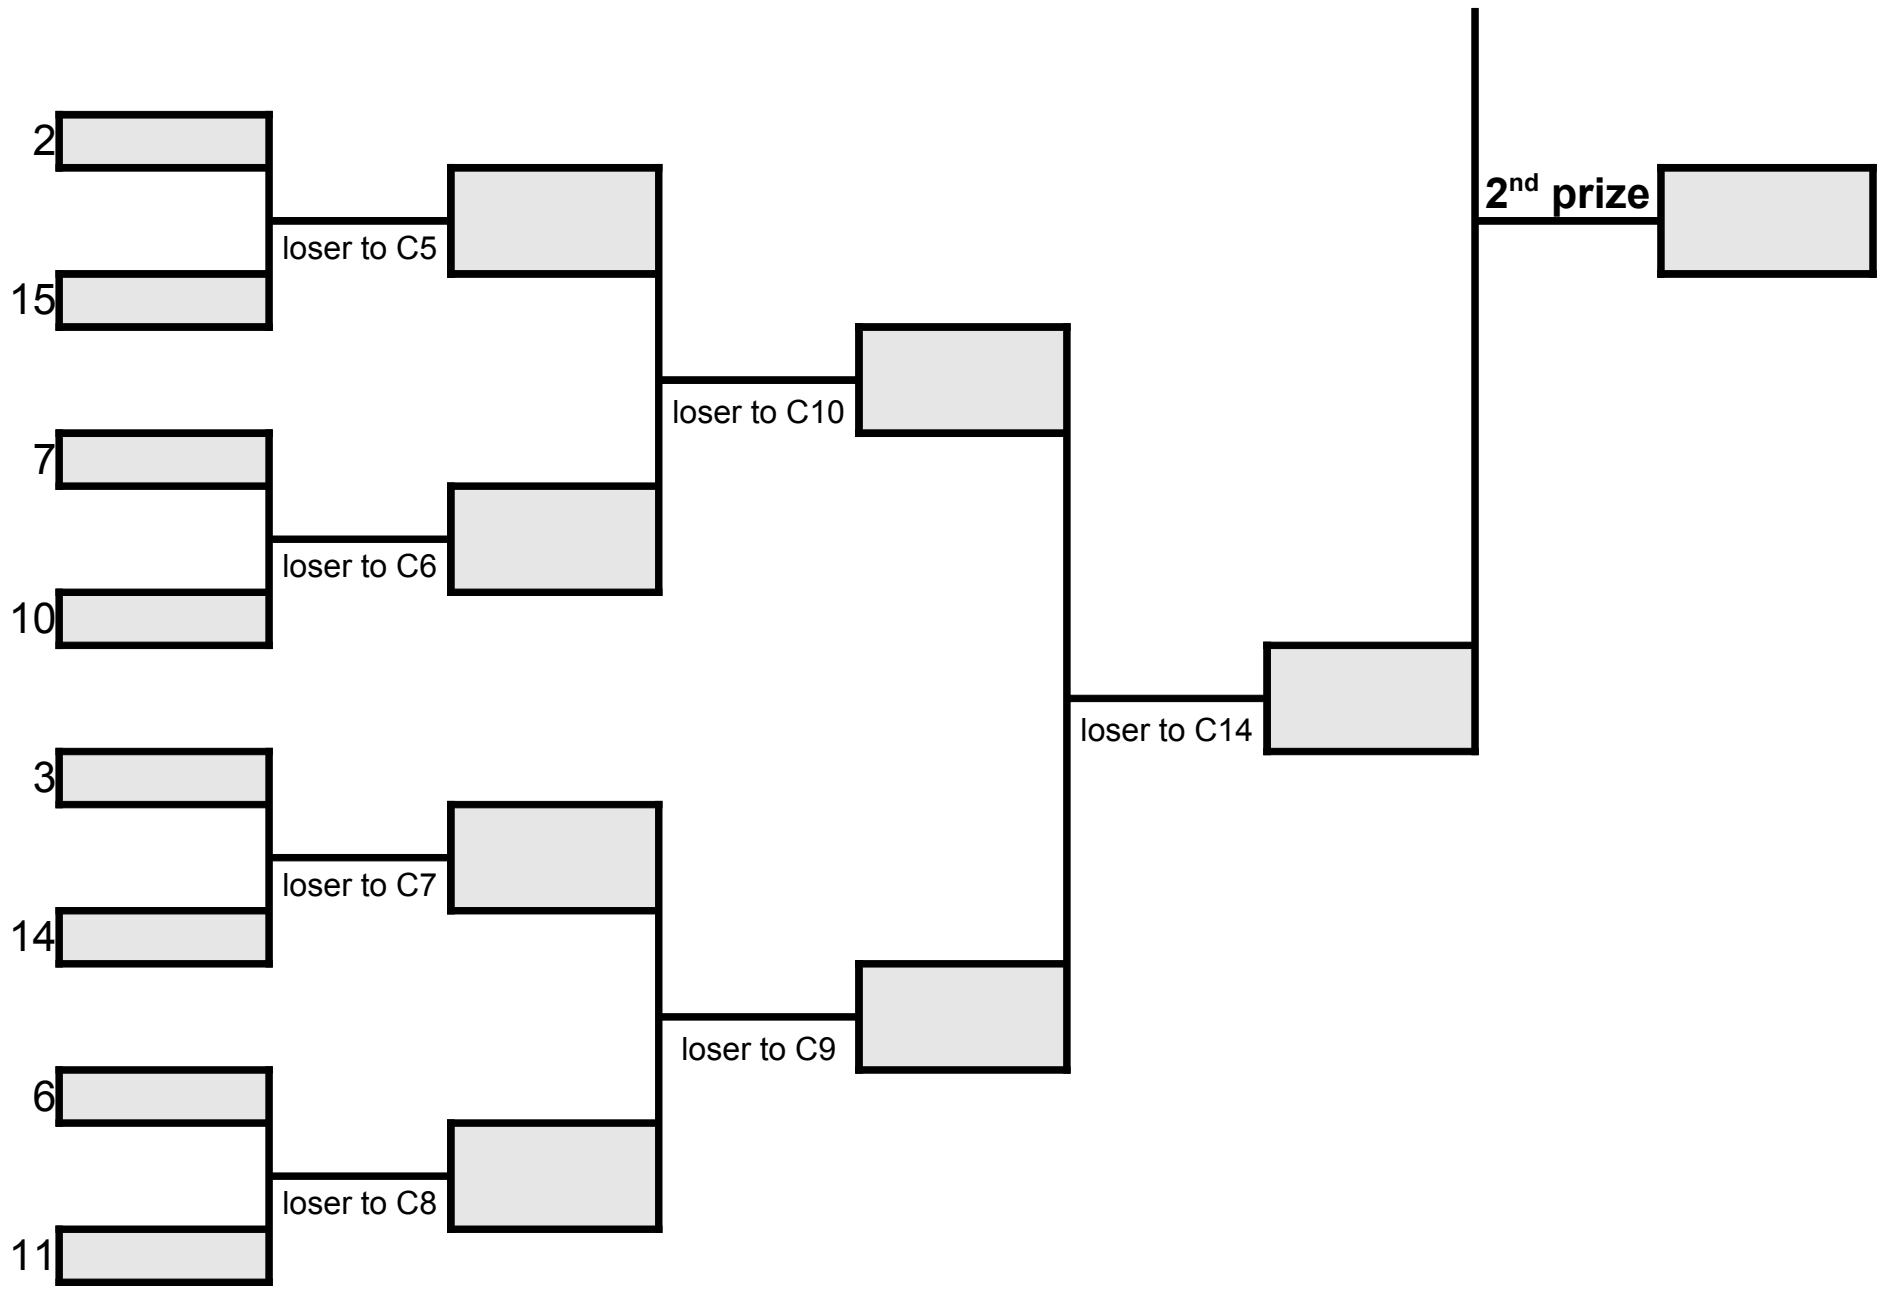 2
2nd prize
loser to C5
15
loser to C10
7
loser to C6
10
loser to C14
3
loser to C7
14
loser to C9
6
loser to C8
11